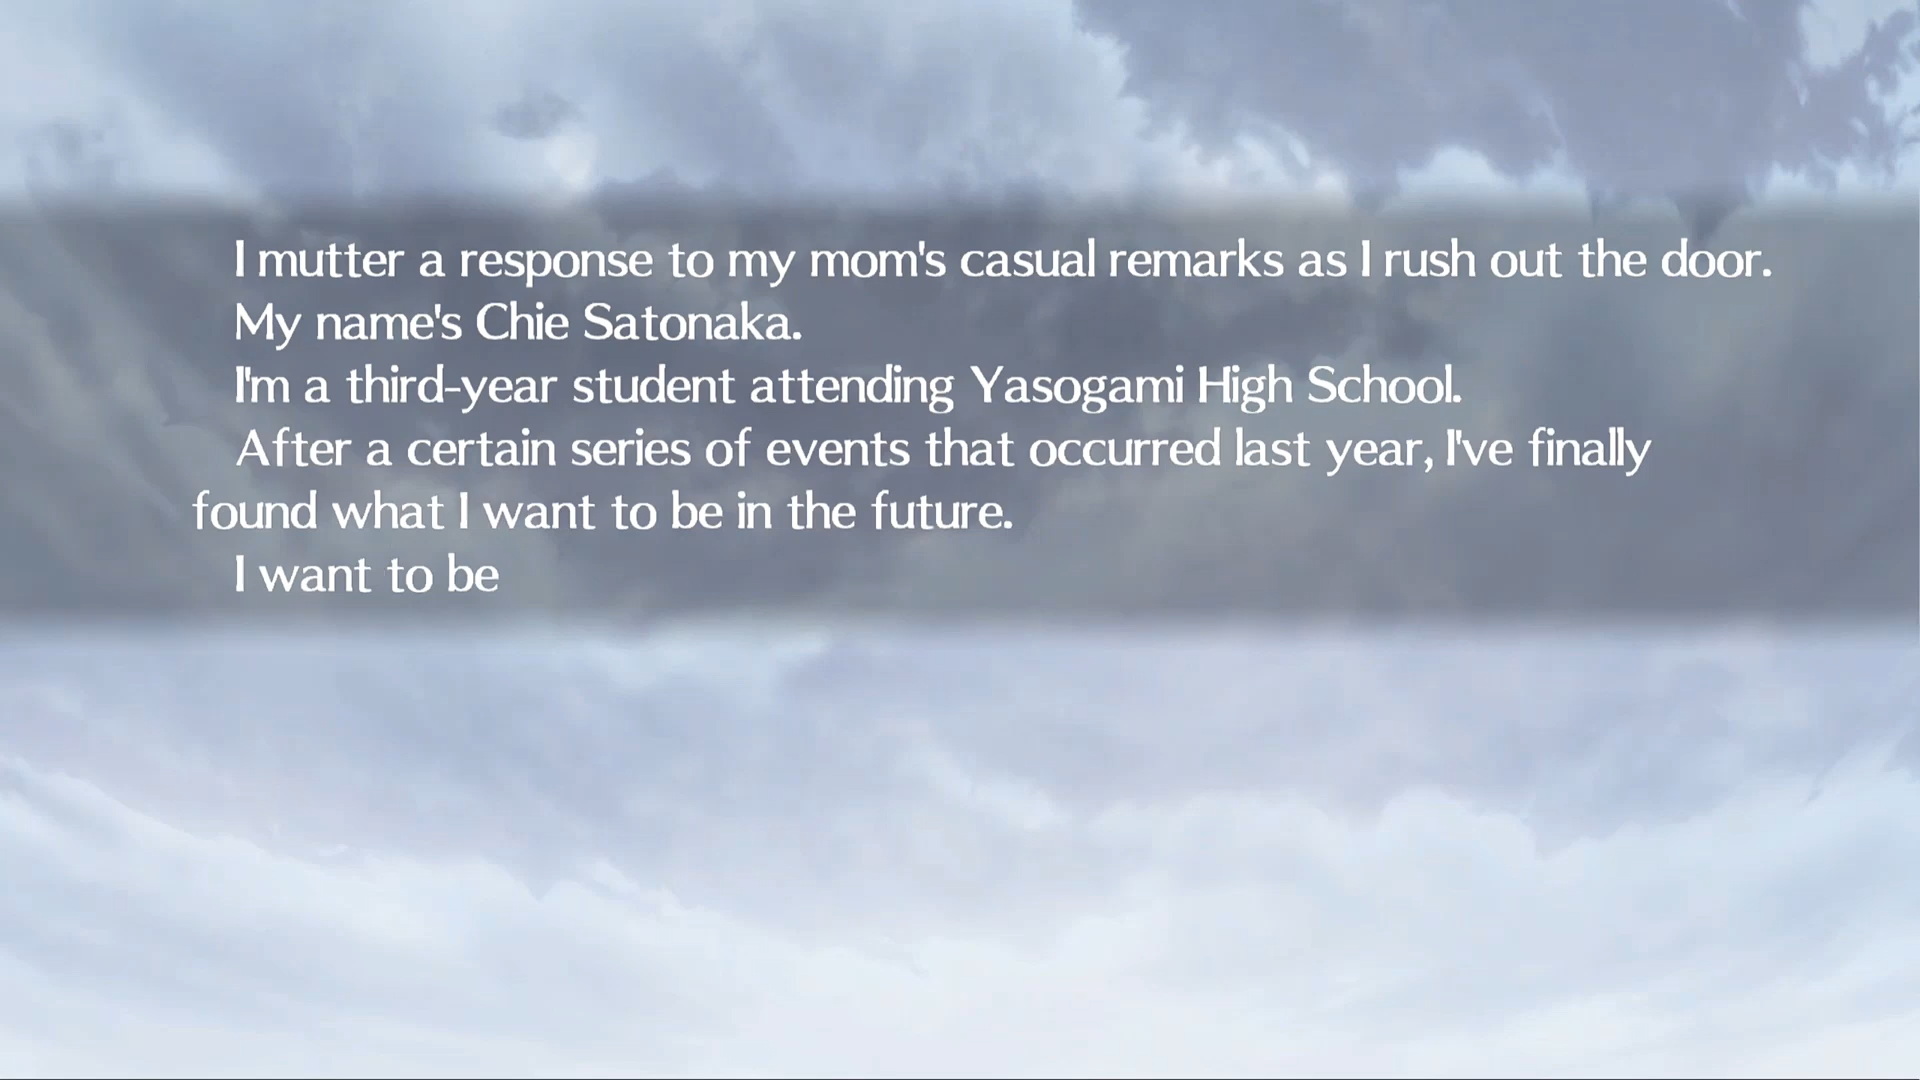 I mutter a response to my mom's casual remarks as I rush out the door.
My name's Chie Satonaka.
I'm a third-year student attending Yasogami High School.
After a certain series of events that occurred last year, I've finally
found what I want to be in the future.
I want to be